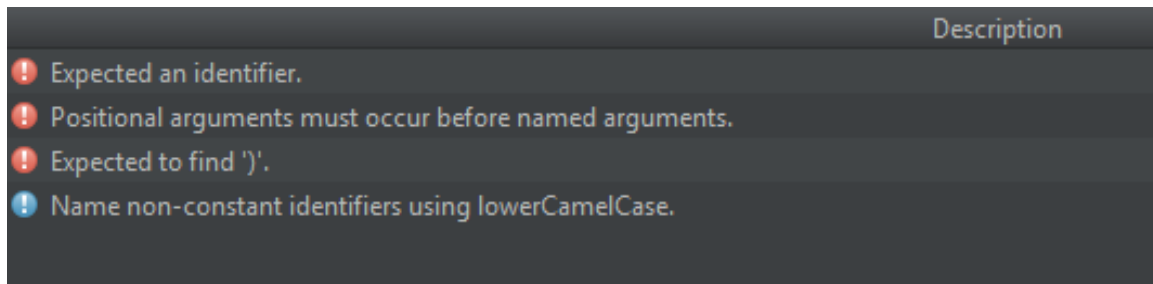 Description
Expected an identifier.
Positional arguments must occur before named arguments.
Expected to find ')'.
Name non-constant identifiers using lowerCamelCase.